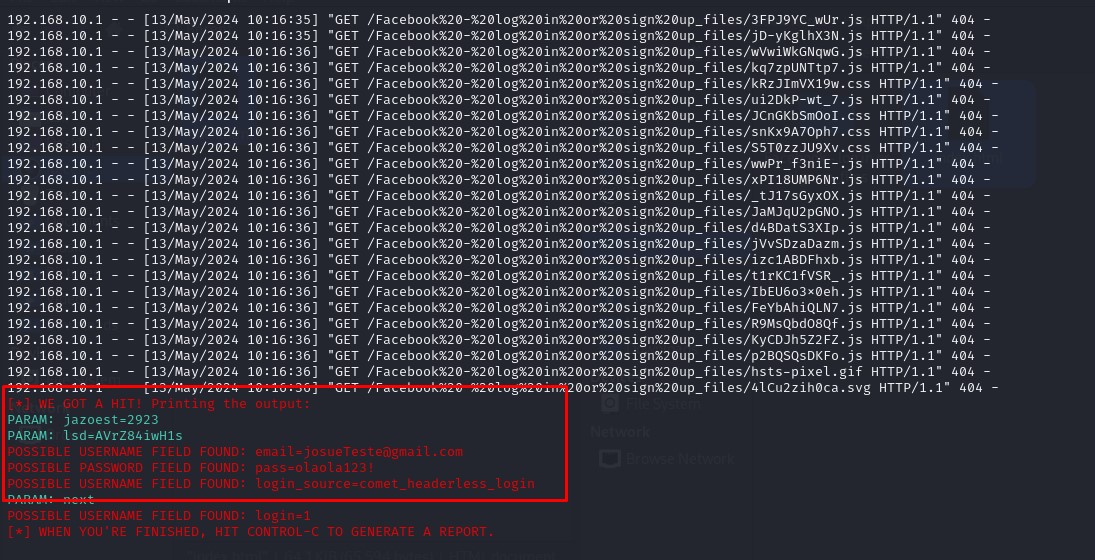 192.168.10.1 - - [13/May/2024 10:16:35] "GET /Facebook%20-%20log%20in%20or%20sign%20up_files/3FPJ9YC_wUr.js HTTP/1.1" 404 -
192.168.10.1 - - [13/May/2024 10:16:35] "GET /Facebook%20-%20log%20in%20or%20sign%20up_files/jD-yKglhX3N.js HTTP/1.1" 404 -
192.168.10.1 - - [13/May/2024 10:16:36] "GET /Facebook%20-%20log%20in%20or%20sign%20up_files/wVwiWkGNqwG.js HTTP/1.1" 404 -
192.168.10.1 - - [13/May/2024 10:16:36] "GET /Facebook%20-%20log%20in%20or%20sign%20up_files/kq7zpUNTtp7.js HTTP/1.1" 404 -
192.168.10.1 - - [13/May/2024 10:16:36] "GET /Facebook%20-%20log%20in%20or%20sign%20up_files/kRzJImVX19w.css HTTP/1.1" 404 -
192.168.10.1 - - [13/May/2024 10:16:36] "GET /Facebook%20-%20log%20in%20or%20sign%20up_files/ui2DkP-wt_7.js HTTP/1.1" 404 -
192.168.10.1 - - [13/May/2024 10:16:36] "GET /Facebook%20-%20log%20in%20or%20sign%20up_files/JCnGKbSmOoI.css HTTP/1.1" 404 -
192.168.10.1 - - [13/May/2024 10:16:36] "GET /Facebook%20-%20log%20in%20or%20sign%20up_files/snKx9A7Oph7.css HTTP/1.1" 404 -
192.168.10.1 - - [13/May/2024 10:16:36] "GET /Facebook%20-%20log%20in%20or%20sign%20up_files/S5T0zzJU9Xv.css HTTP/1.1" 404 -
192.168.10.1 - - [13/May/2024 10:16:36] "GET /Facebook%20-%20log%20in%20or%20sign%20up_files/wwPr_f3niE-.js HTTP/1.1" 404 -
192.168.10.1 - - [13/May/2024 10:16:36] "GET /Facebook%20-%20log%20in%20or%20sign%20up_files/xPI18UMP6Nr.js HTTP/1.1" 404 -
192.168.10.1 - - [13/May/2024 10:16:36] "GET /Facebook%20-%20log%20in%20or%20sign%20up_files/_tJ17sGyxOX.js HTTP/1.1" 404 -
192.168.10.1 - - [13/May/2024 10:16:36] "GET /Facebook%20-%20log%20in%20or%20sign%20up_files/JaMJqU2pGNO.js HTTP/1.1" 404 -
192.168.10.1 - - [13/May/2024 10:16:36] "GET /Facebook%20-%20log%20in%20or%20sign%20up_files/d4BDatS3XIp.js HTTP/1.1" 404 -
192.168.10.1 - - [13/May/2024 10:16:36] "GET /Facebook%20-%20log%20in%20or%20sign%20up_files/jVvSDzaDazm.js HTTP/1.1" 404 -
192.168.10.1 - - [13/May/2024 10:16:36] "GET /Facebook%20-%20log%20in%20or%20sign%20up_files/izc1ABDFhxb.js HTTP/1.1" 404 -
192.168.10.1 - - [13/May/2024 10:16:36] "GET /Facebook%20-%20log%20in%20or%20sign%20up_files/t1rKC1fVSR_.js HTTP/1.1" 404 -
192.168.10.1 - - [13/May/2024 10:16:36] "GET /Facebook%20-%20log%20in%20or%20sign%20up_files/IbEU6o3×0eh.js HTTP/1.1" 404 -
192.168.10.1 - - [13/May/2024 10:16:36] "GET /Facebook%20-%20log%20in%20or%20sign%20up_files/FeYbAhiQLN7.js HTTP/1.1" 404 -
192.168.10.1 - - [13/May/2024 10:16:36] "GET /Facebook%20-%20log%20in%20or%20sign%20up_files/R9MsQbdO8Qf.js HTTP/1.1" 404 -
192.168.10.1 - - [13/May/2024 10:16:36] "GET /Facebook%20-%20log%20in%20or%20sign%20up_files/KyCDJh5Z2FZ.js HTTP/1.1" 404 -
192.168.10.1 - - [13/May/2024 10:16:36] "GET /Facebook%20-%20log%20in%20or%20sign%20up_files/p2BQSQsDKFo.js HTTP/1.1" 404 -
192.168.10.1 - - [13/May/2024 10:16:36] "GET /Facebook%20-%20log%20in%20or%20sign%20up_files/hsts-pixel.gif HTTP/1.1" 404 -
192.168.10.1 - - [13/May/2024 10:16:36] "GET /Facebook%20-%20log%20in%20or%20sign%20up_files/4lCu2zih0ca.svg HTTP/1.1" 404 -
[*] WE GOT A HIT! Printing the output:
PARAM: jazoest=2923
PARAM: lsd=AVrZ84iwH1s
POSSIBLE USERNAME FIELD FOUND: email=josueTeste@gmail.com
POSSIBLE PASSWORD FIELD FOUND: pass=olaola123!
POSSIBLE USERNAME FIELD FOUND: login_source=comet_headerless_login
PARAM: next
POSSIBLE USERNAME FIELD FOUND: login=1
[*] WHEN YOU'RE FINISHED, HIT CONTROL-C TO GENERATE A REPORT.
File System
Network
Browse Network